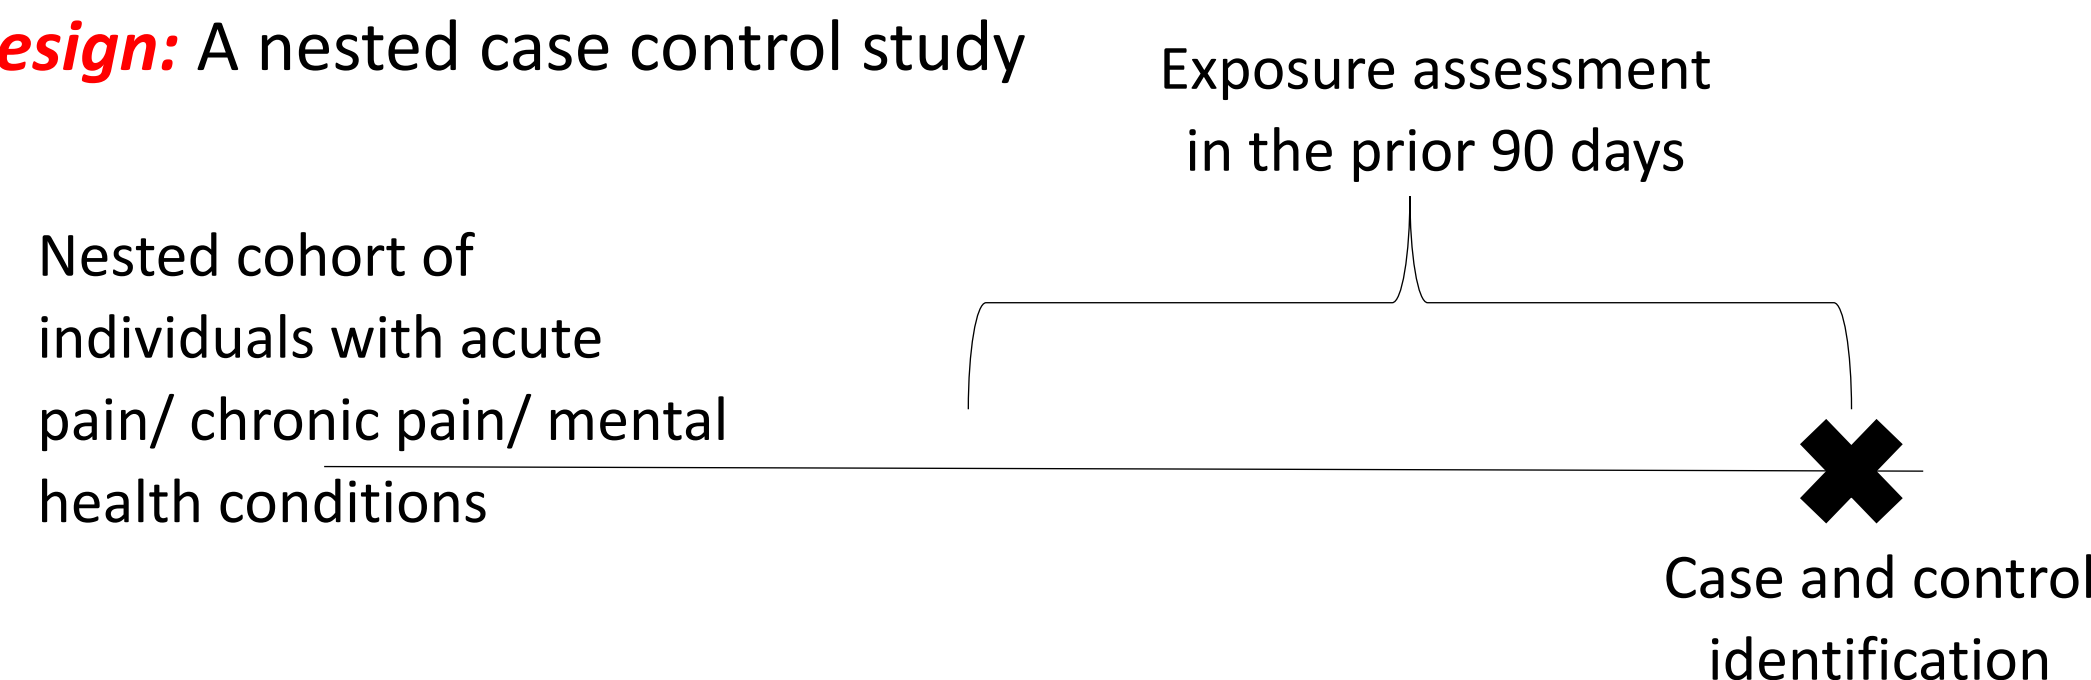 esign: A nested case control study
Exposure assessment
in the prior 90 days
Nested cohort of
individuals with acute
pain/ chronic pain/ mental
health conditions
Case and control
identification